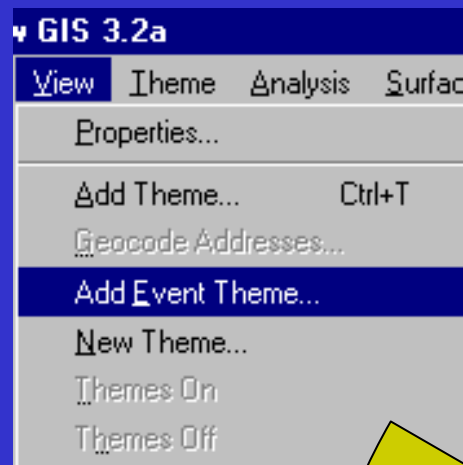 GIS 3.2a
View Theme Analysis Surfac
Properties...
Add Theme... Ctrl+T
Geocode Addresses...
Add Event Theme...
New Theme...
Themes On
Themes Off